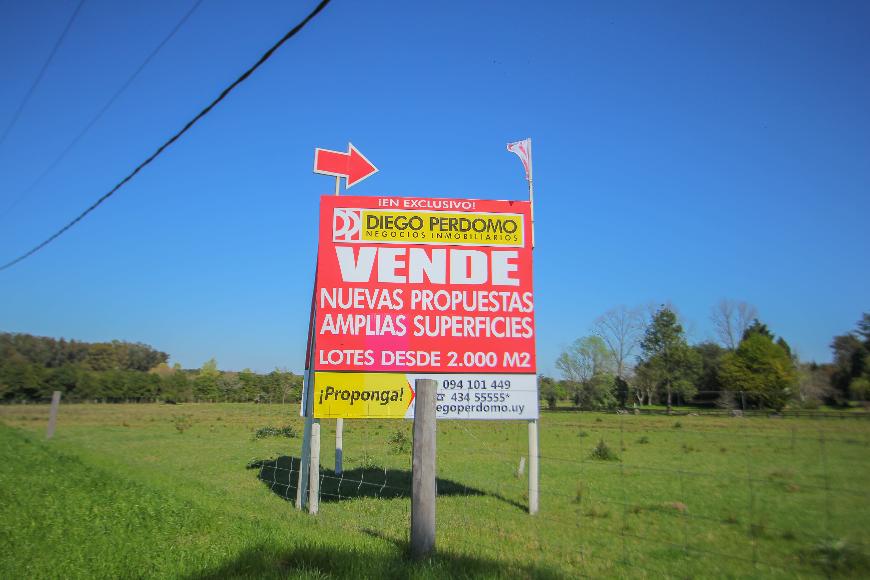 ¡EN EXCLUSIVO!
DIEGO PERDOMO
NEGOCIOS INMOBILIARIOS
VENDE
NUEVAS PROPUESTAS
AMPLIAS SUPERFICIES
LOTES DESDE 2.000 M2
¡Proponga!
094 101 449
434 55555*
egoperdomo.uy